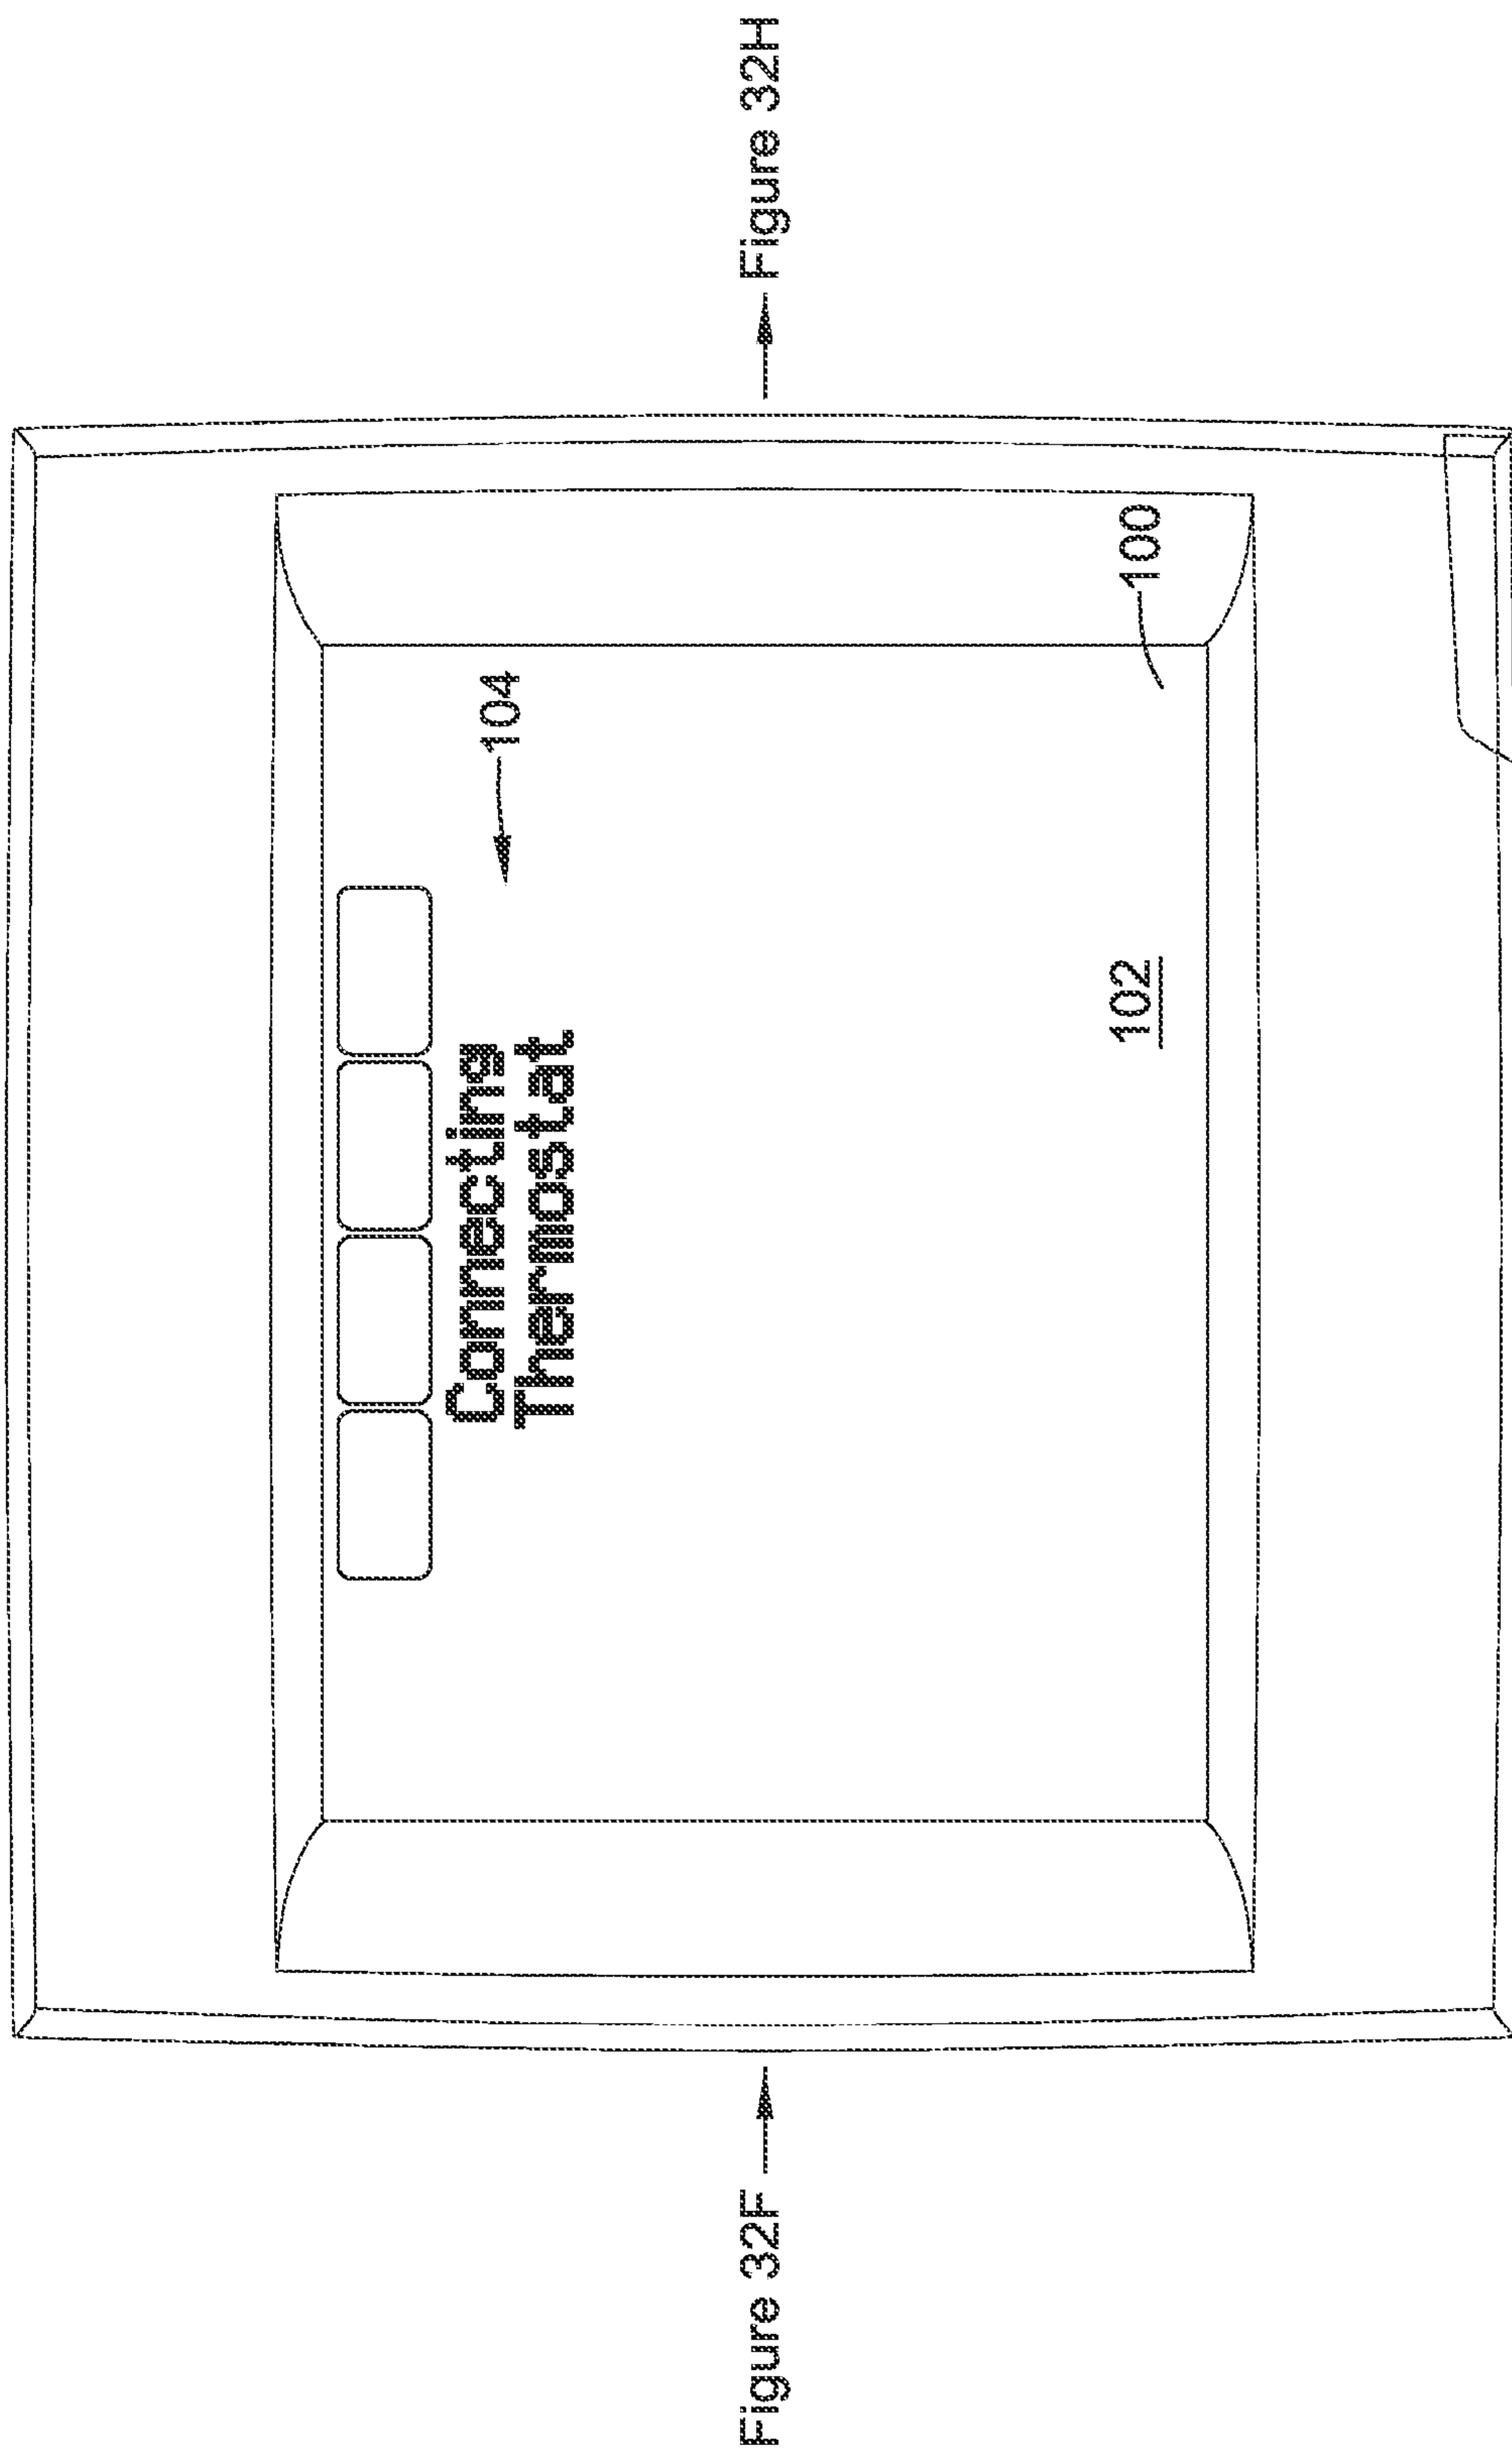 Figure 32F
Connecting
Thermostat
104
102
100
Figure 32H